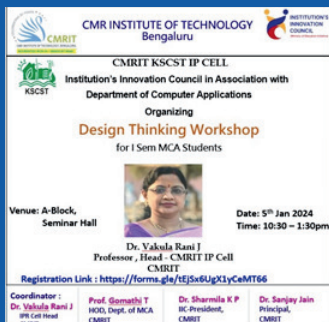 CMRIT
CMR INSTITUTE OF TECHNOLOGY
Bengaluru
INSTITUTION'S
INNOVATION
COUNCIL
KSCST
CMRIT KSCST IP CELL
Institution's Innovation Council in Association with
Department of Computer Applications
Organizing
Design Thinking Workshop
for I Sem MCA Students
Venue: A-Block,
Seminar Hall
Date: 5th Jan 2024
Time: 10:30 – 1:30pm
Dr. Vakula Rani J
Professor , Head - CMRIT IP Cell
CMRIT
Registration Link : https://forms.gle/tEjSx6UgX1yCeMT66
Coordinator :
Dr. Vakula Rani J
IPR Cell Head
Prof. Gomathi T
HOD, Dept. of MCA
CMRIT
Dr. Sharmila K P
IIC-President,
CMRIT
Dr. Sanjay Jain
Principal,
CMRIT